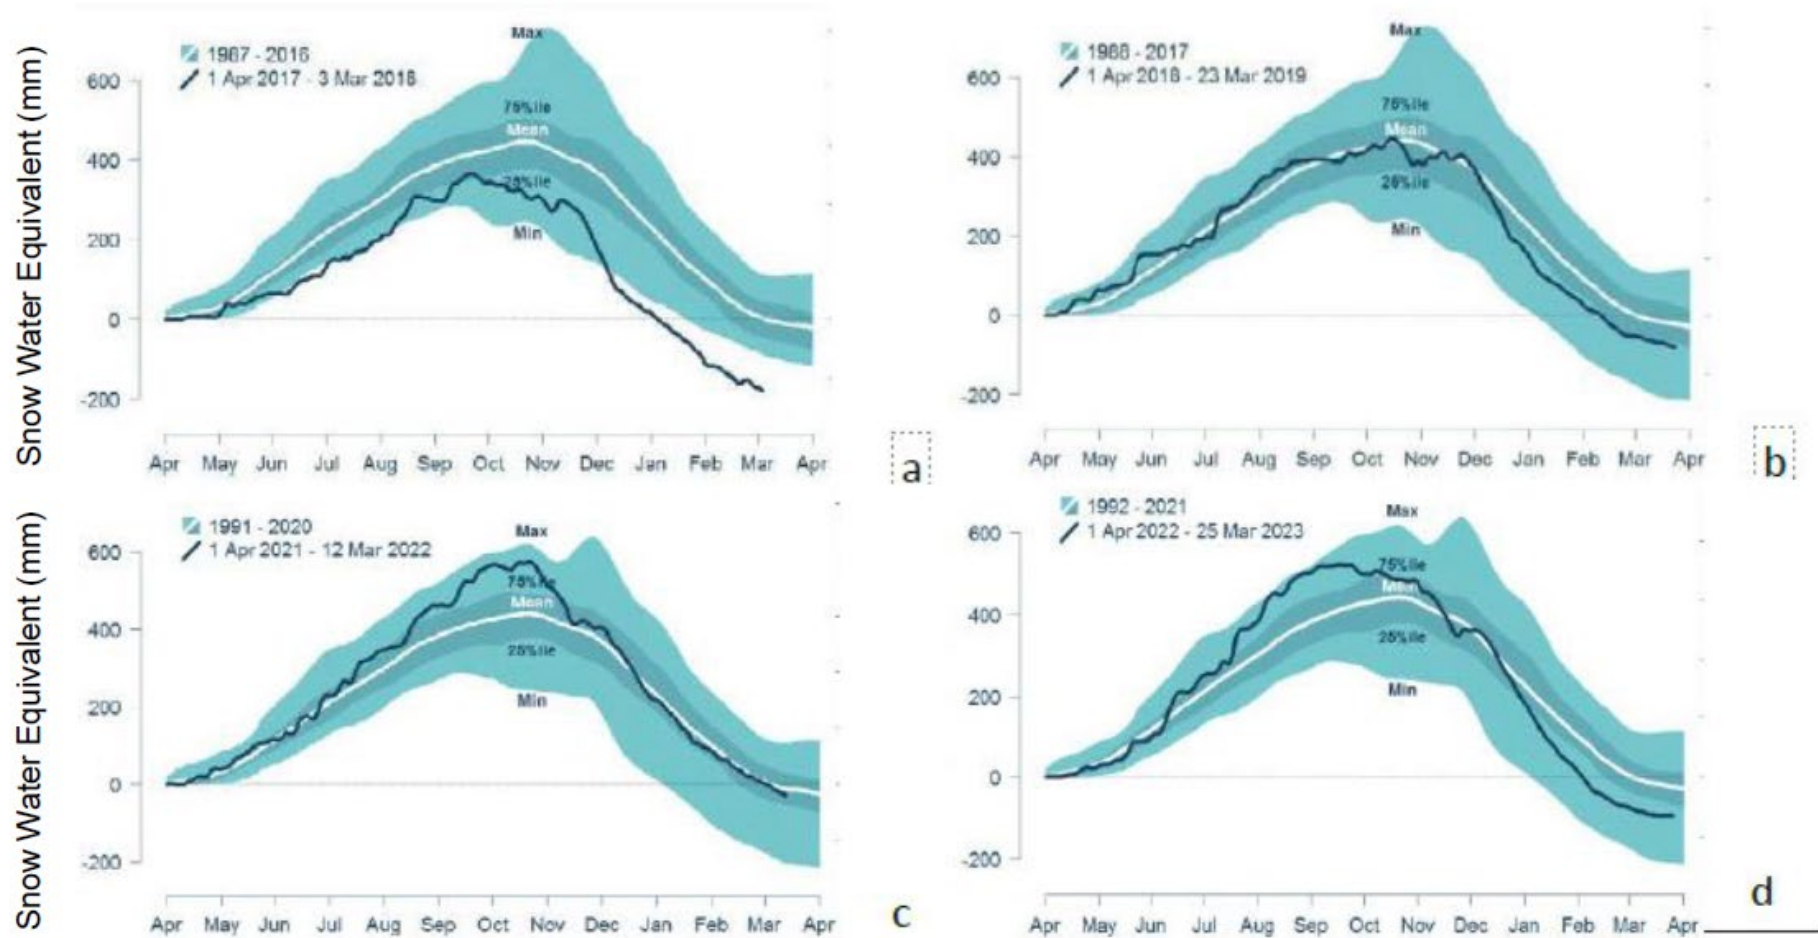 Snow Water Equivalent (mm)
1987 - 2016
1 Apr 2017 - 3 Mar 2018
600
400
200
0
-200
Max
75%ile
Mean
25%ile
Min
Apr May Jun Jul Aug Sep Oct Nov Dec Jan Feb Mar Apr
a
1988 - 2017
1 Apr 2018 - 23 Mar 2019
600
400
200
0
-200
Max
75%ile
Mean
25%ile
Min
Apr May Jun Jul Aug Sep Oct Nov Dec Jan Feb Mar Apr
b
Snow Water Equivalent (mm)
1991 - 2020
1 Apr 2021 - 12 Mar 2022
600
400
200
0
-200
Max
75%ile
Mean
25%ile
Min
Apr May Jun Jul Aug Sep Oct Nov Dec Jan Feb Mar Apr
c
1992 - 2021
1 Apr 2022 - 25 Mar 2023
600
400
200
0
-200
Max
75%ile
Mean
25%ile
Min
Apr May Jun Jul Aug Sep Oct Nov Dec Jan Feb Mar Apr
d